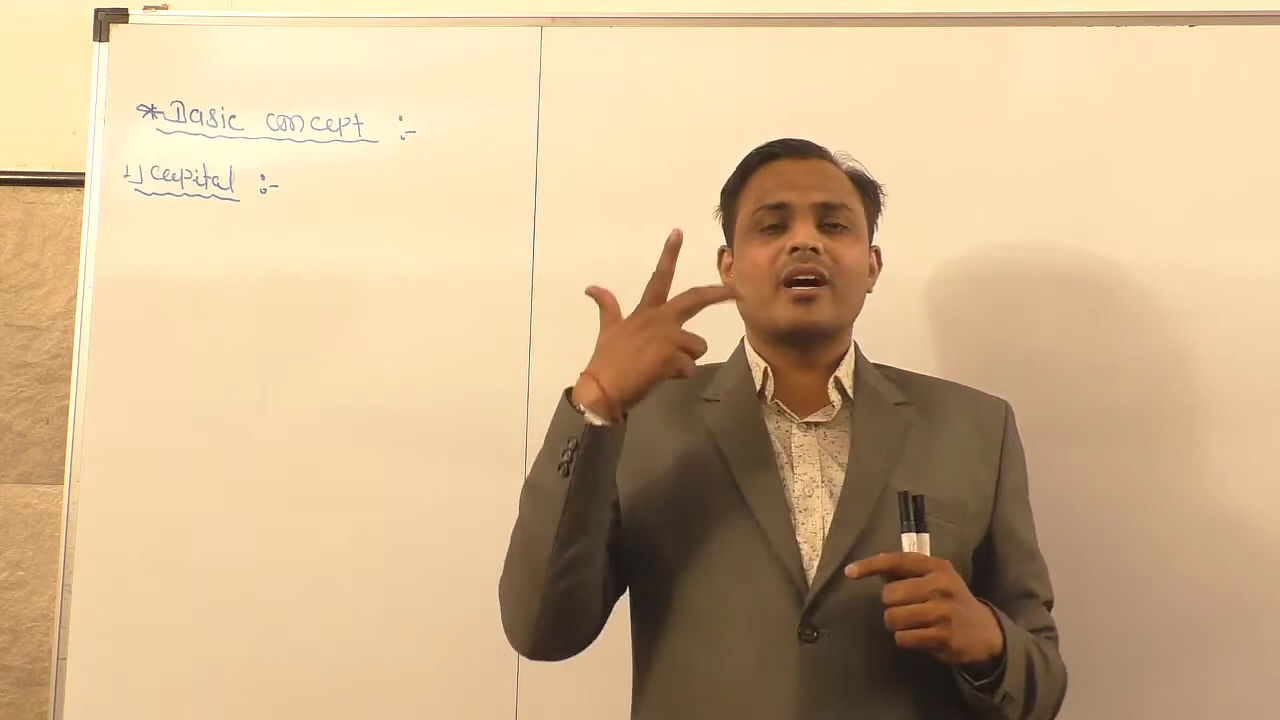 * Basic concept :-
1) Capital :-